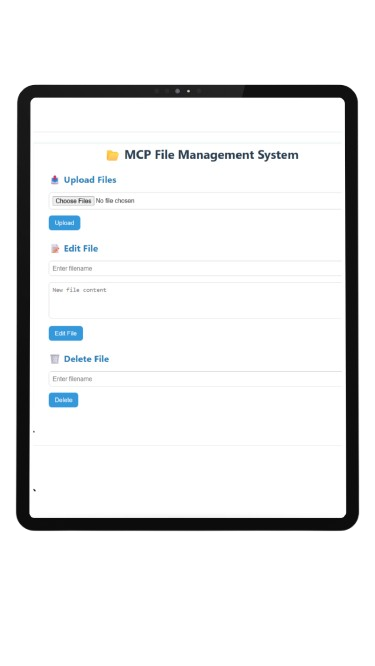 MCP File Management System
Upload Files
Choose Files No file chosen
Upload
Edit File
Enter filename
New file content
Edit File
Delete File
Enter filename
Delete